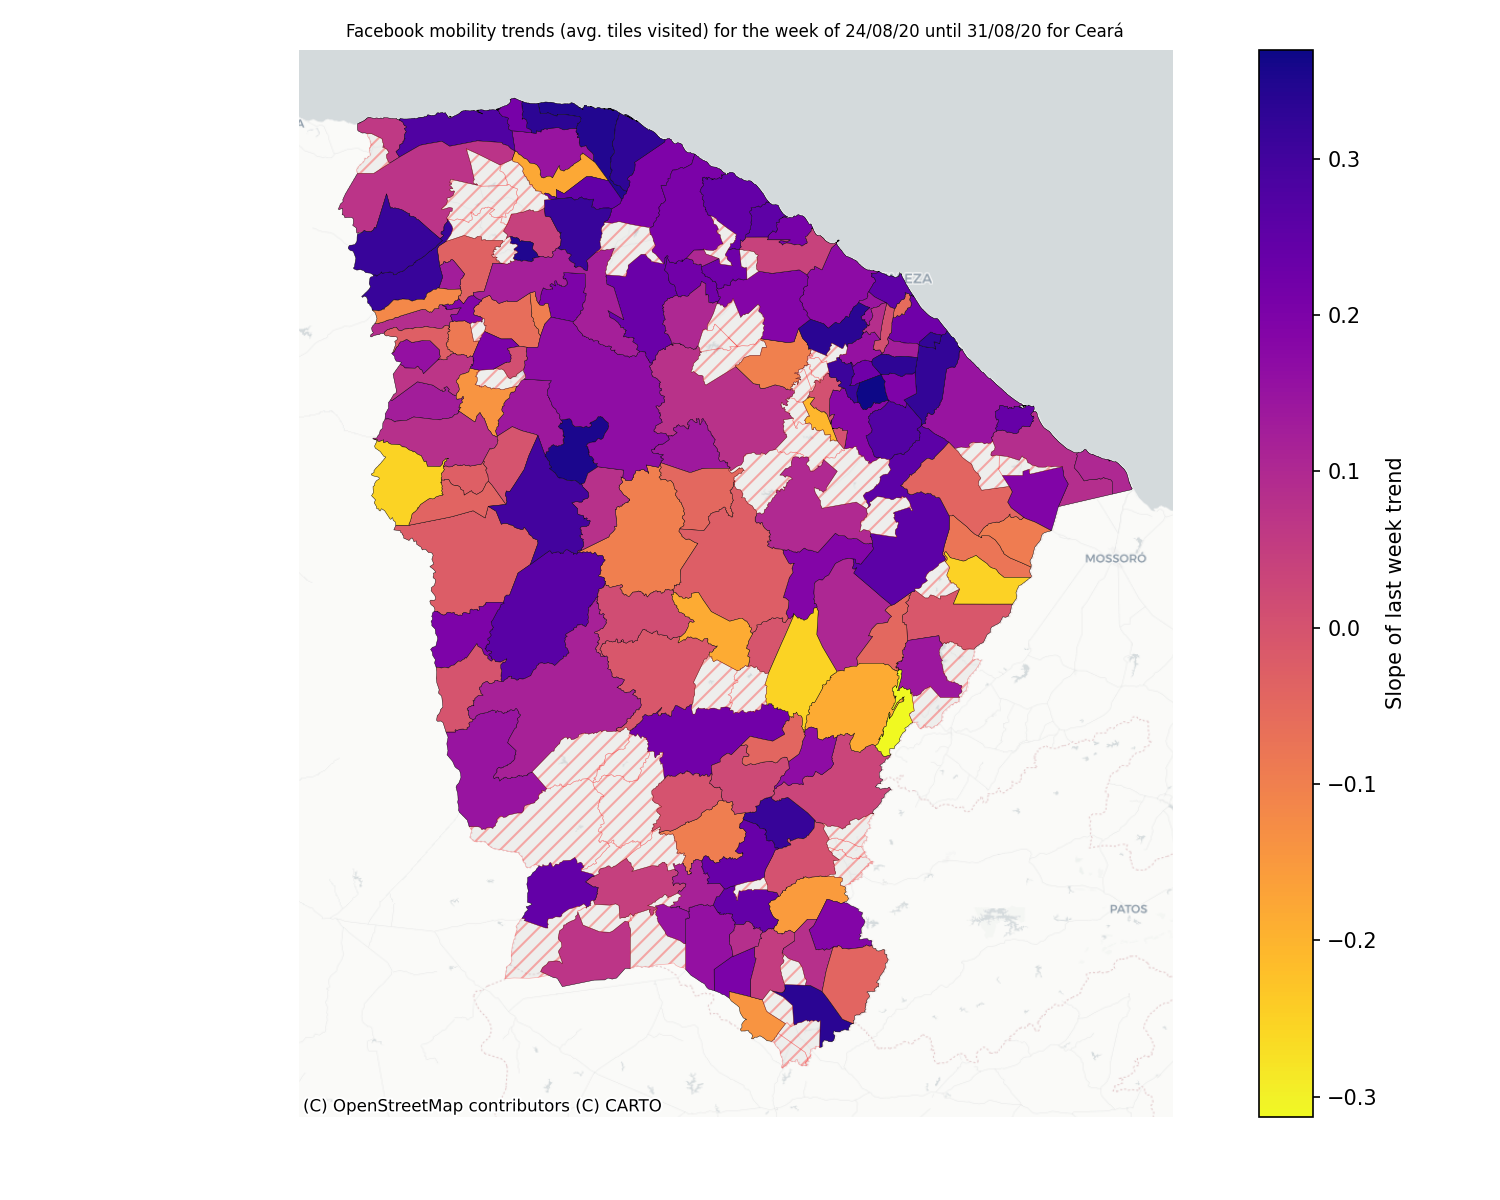 Facebook mobility trends (avg. tiles visited) for the week of 24/08/20 until 31/08/20 for Ceará
A
EZA
MOSSORÓ
PATOS
(C) OpenStreetMap contributors (C) CARTO
0.3
0.2
0.1
0.0
−0.1
−0.2
−0.3
Slope of last week trend